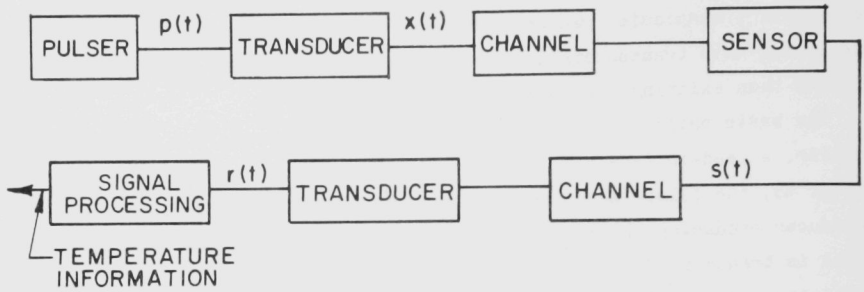 PULSER
p(t)
TRANSDUCER
x(t)
CHANNEL
SENSOR
SIGNAL
PROCESSING
r(t)
TRANSDUCER
CHANNEL
s(t)
TEMPERATURE
INFORMATION